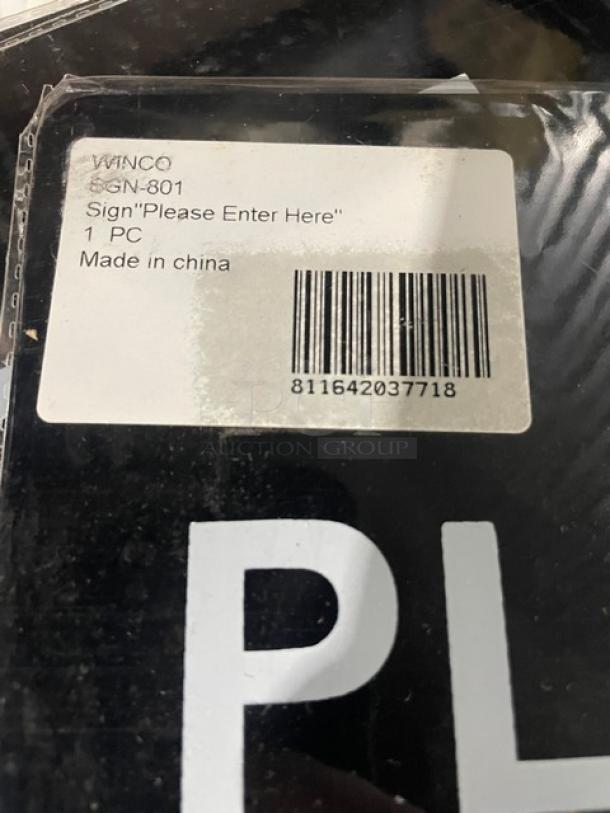 WINCO
SGN-801
Sign"Please Enter Here"
1 PC
Made in china
811642037718
AUCTION GROUP
PL